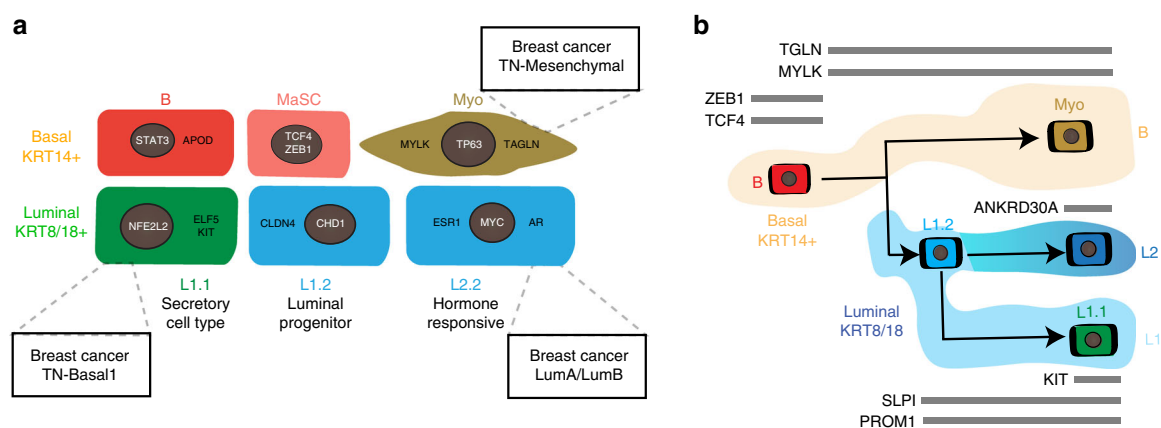 a
Breast cancer
TN-Mesenchymal
B
MaSC
Myo
Basal
KRT14+
STAT3
APOD
TCF4
ZEB1
MYLK
TP63
TAGLN
Luminal
KRT8/18+
NFE2L2
ELF5
KIT
CLDN4
CHD1
ESR1
MYC
AR
L1.1
Secretory
cell type
L1.2
Luminal
progenitor
L2.2
Hormone
responsive
Breast cancer
TN-Basal1
Breast cancer
LumA/LumB
b
TGLN
MYLK
ZEB1
TCF4
Myo
B
B
Basal
KRT14+
ANKRD30A
L1.2
L2
Luminal
KRT8/18
L1.1
L1
KIT
SLPI
PROM1